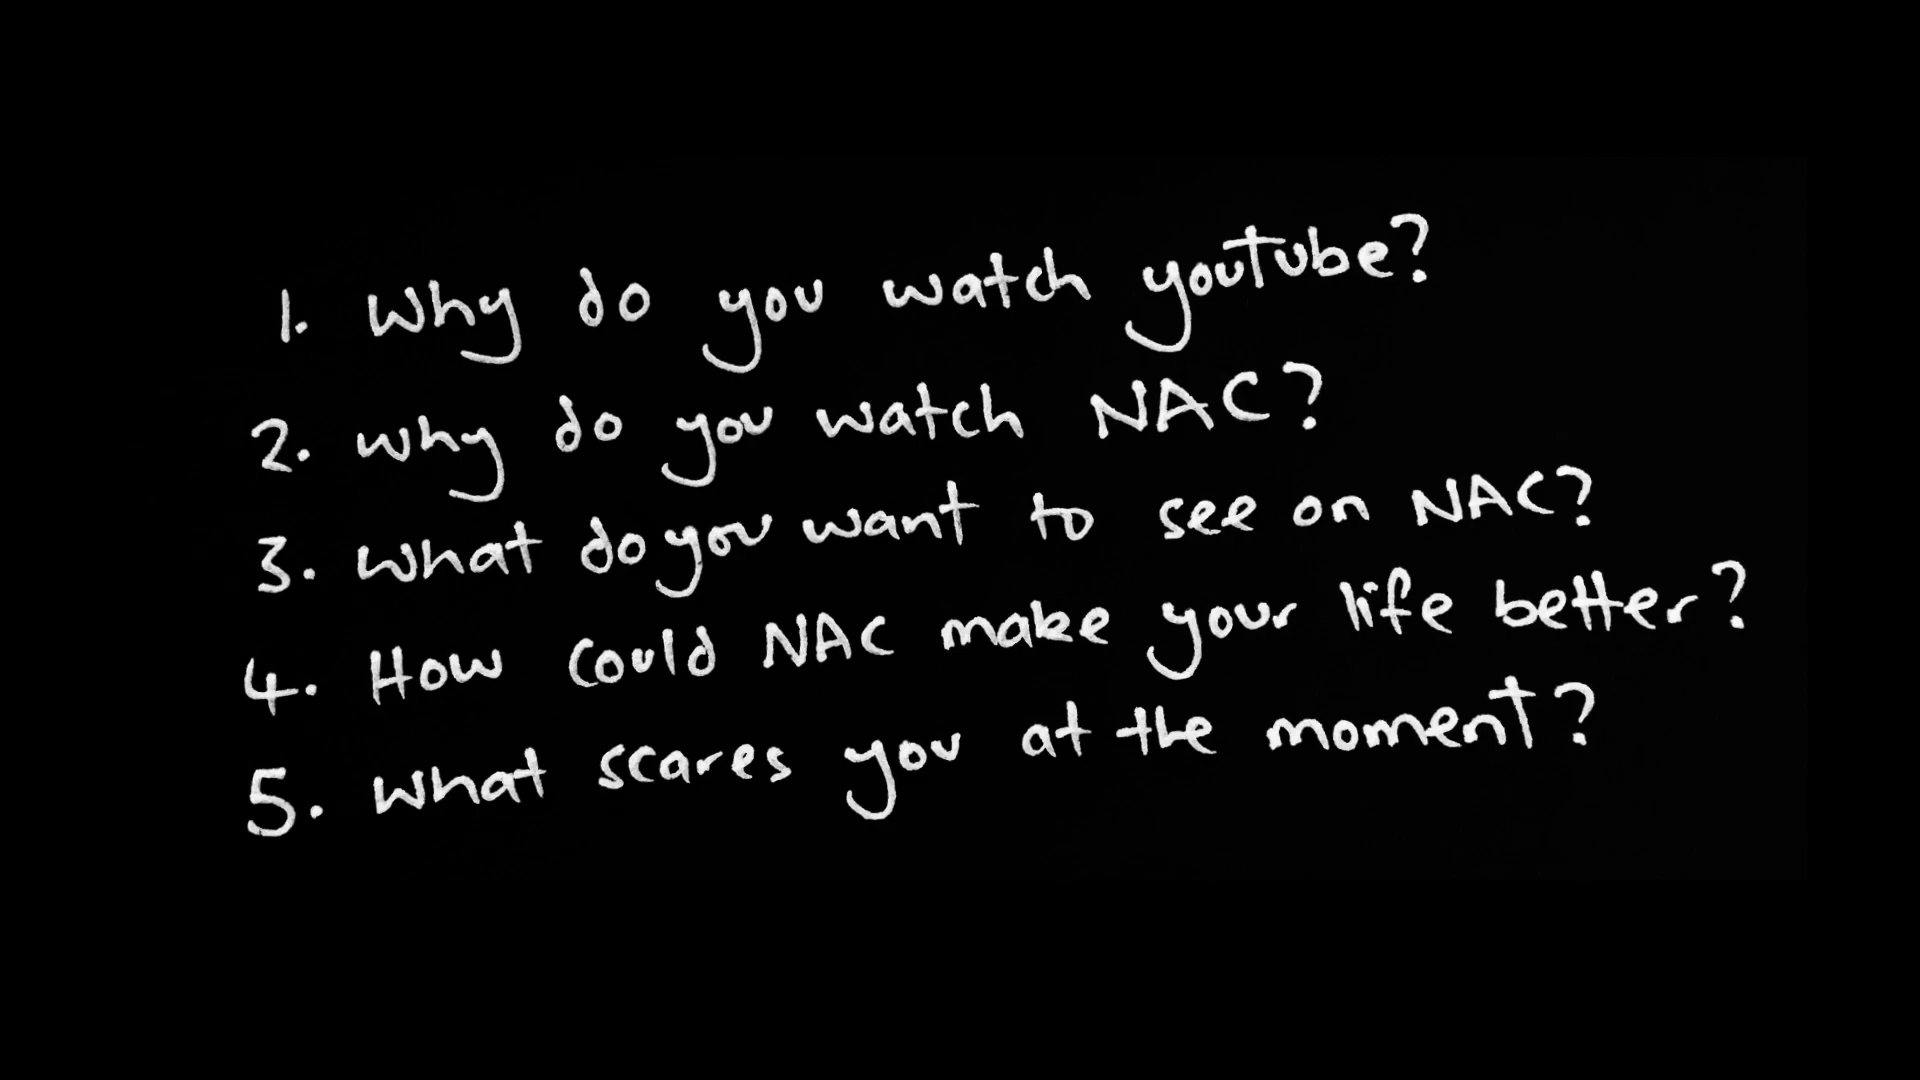 1. Why do you watch youtube?
2. why do you watch NAC?
3. what do you want to see on NAC?
4. How could NAC make your life better?
5. what scares you at the moment?